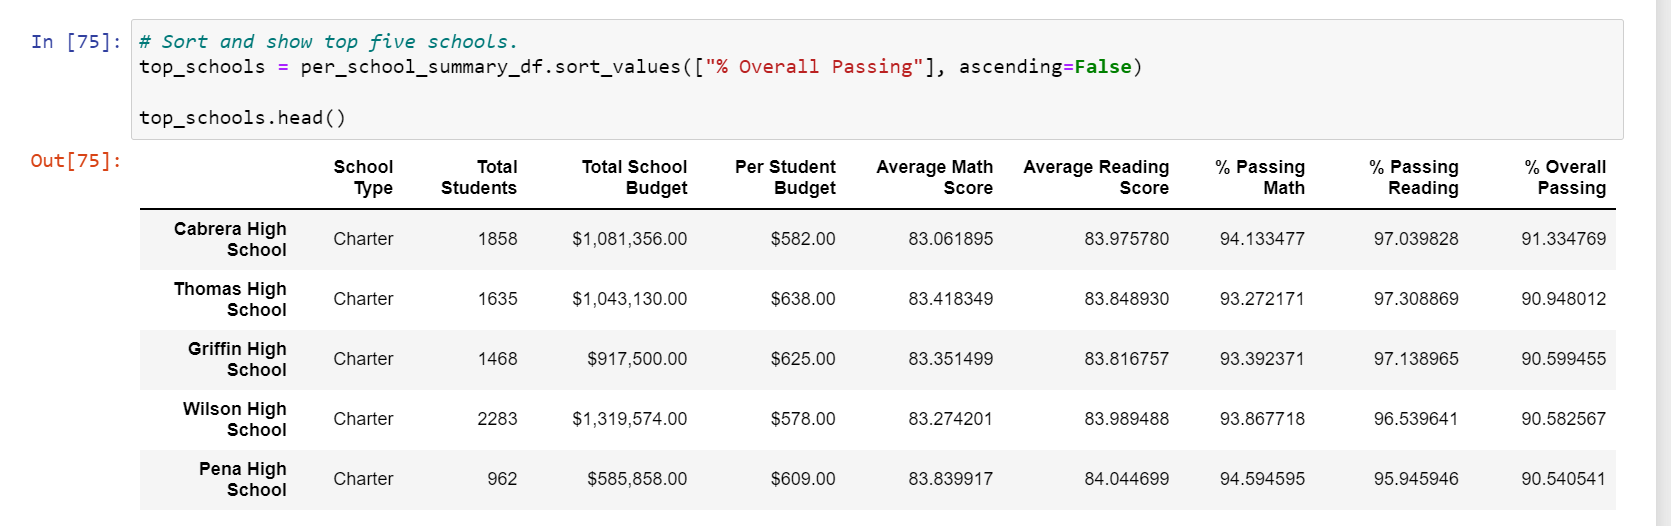 In [75]: # Sort and show top five schools.
top_schools = per_school_summary_df.sort_values(["% Overall Passing"], ascending=False)
top_schools.head()
Out[75]:
School Type Total Students Total School Budget Per Student Budget Average Math Score Average Reading Score % Passing Math % Passing Reading % Overall Passing
Cabrera High School Charter 1858 $1,081,356.00 $582.00 83.061895 83.975780 94.133477 97.039828 91.334769
Thomas High School Charter 1635 $1,043,130.00 $638.00 83.418349 83.848930 93.272171 97.308869 90.948012
Griffin High School Charter 1468 $917,500.00 $625.00 83.351499 83.816757 93.392371 97.138965 90.599455
Wilson High School Charter 2283 $1,319,574.00 $578.00 83.274201 83.989488 93.867718 96.539641 90.582567
Pena High School Charter 962 $585,858.00 $609.00 83.839917 84.044699 94.594595 95.945946 90.540541